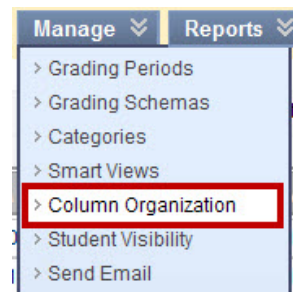 Manage Reports
> Grading Periods
> Grading Schemas
> Categories
> Smart Views
> Column Organization
> Student Visibility
> Send Email